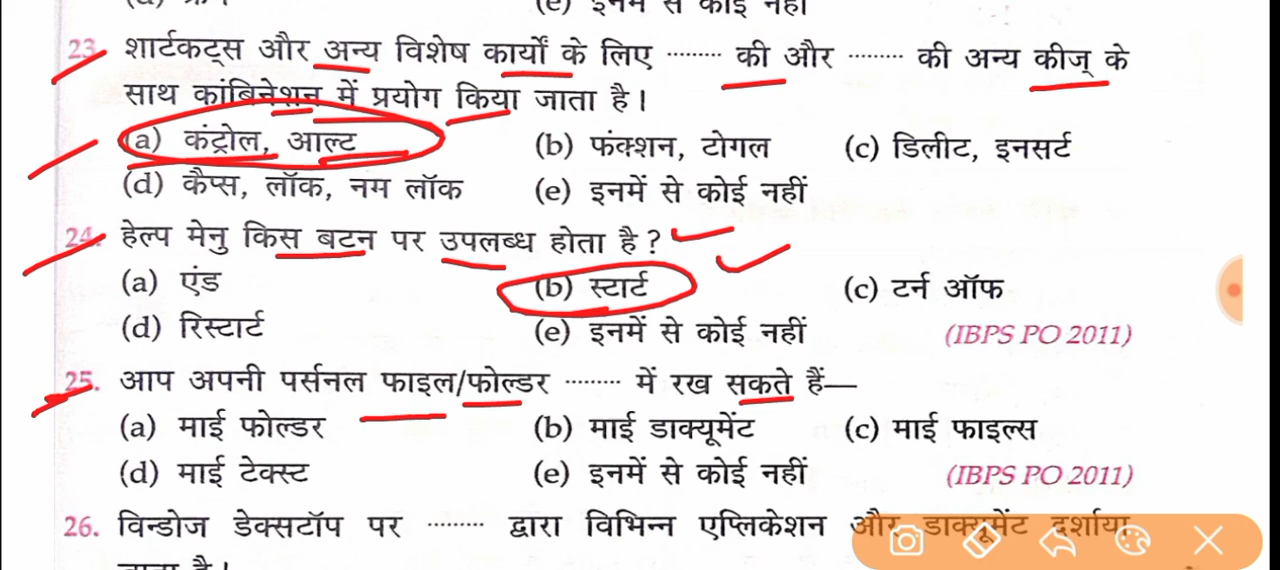 (e) इनमें से कोई नहीं
23. शार्टकट्स और अन्य विशेष कार्यों के लिए ········ की और ········ की अन्य कीज् के
साथ कांबिनेशन में प्रयोग किया जाता है।
(a) कंट्रोल, आल्ट (b) फंक्शन, टोगल (c) डिलीट, इनसर्ट
(d) कैप्स, लॉक, नम लॉक (e) इनमें से कोई नहीं
24. हेल्प मेनु किस बटन पर उपलब्ध होता है?
(a) एंड (b) स्टार्ट (c) टर्न ऑफ
(d) रिस्टार्ट (e) इनमें से कोई नहीं (IBPS PO 2011)
25. आप अपनी पर्सनल फाइल/फोल्डर ········ में रख सकते हैं—
(a) माई फोल्डर (b) माई डाक्यूमेंट (c) माई फाइल्स
(d) माई टेक्स्ट (e) इनमें से कोई नहीं (IBPS PO 2011)
26. विन्डोज डेक्सटॉप पर ········ द्वारा विभिन्न एप्लिकेशन और डाक्यूमेंट दर्शाया
जाता है।